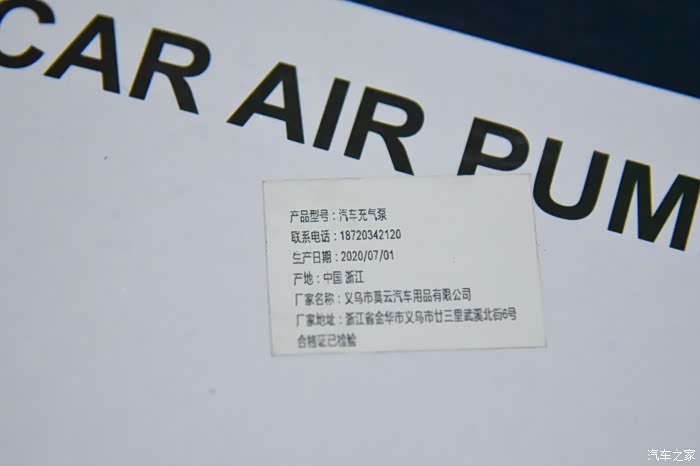 CAR AIR PUM
产品型号：汽车充气泵
联系电话：18720342120
生产日期：2020/07/01
产地：中国 浙江
厂家名称：义乌市莫云汽车用品有限公司
厂家地址：浙江省金华市义乌市廿三里武溪北街6号
合格证已检验
汽车之家